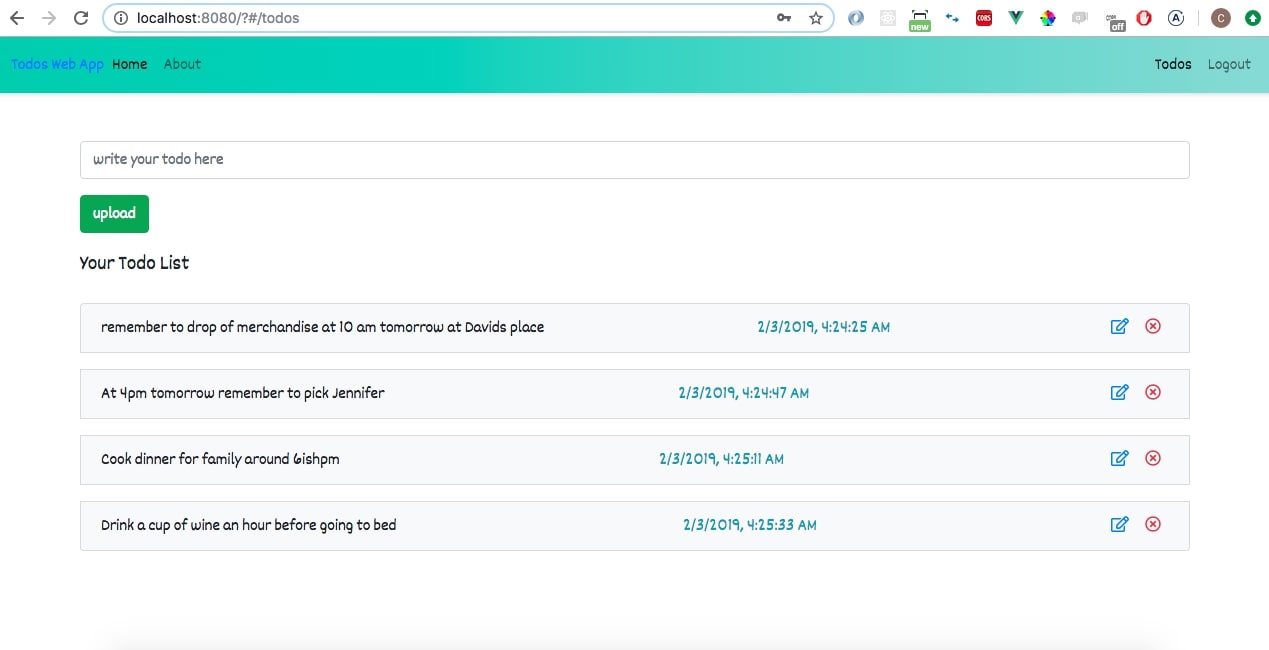 localhost:8080/?#/todos
new
CORS
off
A
C
Todos Web App Home About Todos Logout
write your todo here
upload
Your Todo List
remember to drop of merchandise at 10 am tomorrow at Davids place 2/3/2019, 4:24:25 AM
At 4pm tomorrow remember to pick Jennifer 2/3/2019, 4:24:47 AM
Cook dinner for family around 6ishpm 2/3/2019, 4:25:11 AM
Drink a cup of wine an hour before going to bed 2/3/2019, 4:25:33 AM